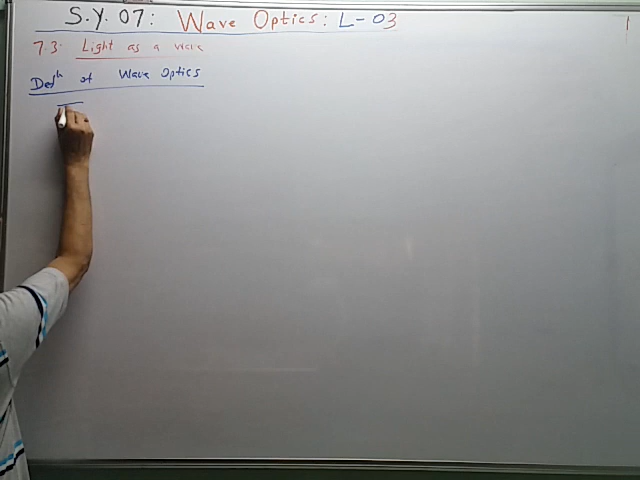 S.Y. 07: Wave Optics: L-03
7.3: Light as a wave
Defⁿ of Wave Optics